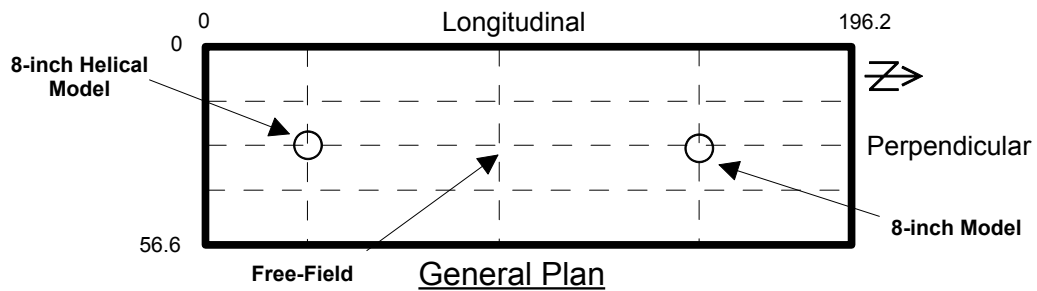 0
Longitudinal
196.2
0
8-inch Helical
Model
Z
Perpendicular
8-inch Model
56.6
Free-Field
General Plan